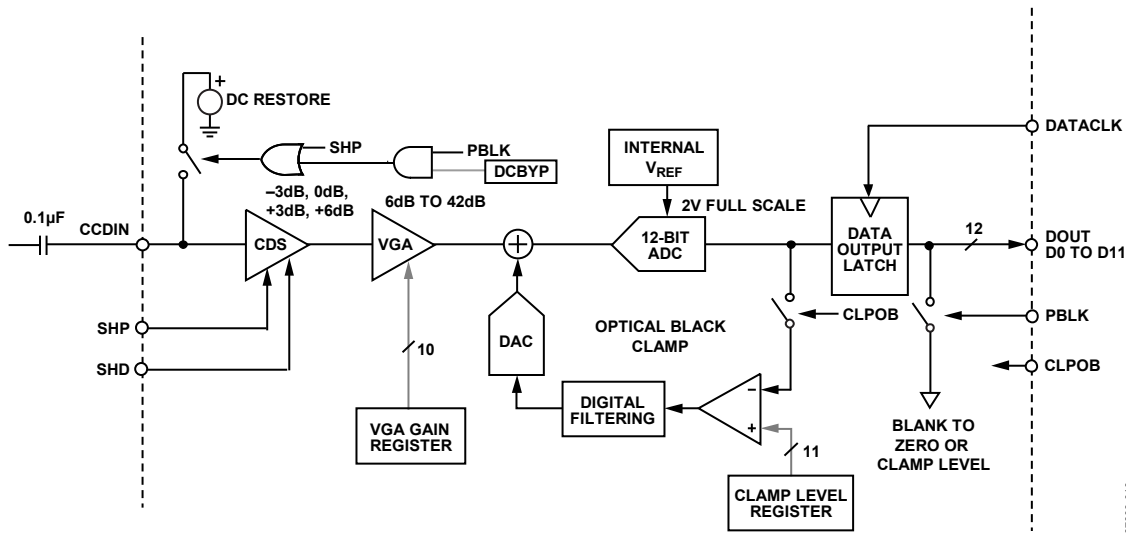 +
DC RESTORE
SHP
PBLK
DCBYP
–3dB, 0dB,
+3dB, +6dB
6dB TO 42dB
INTERNAL
VREF
2V FULL SCALE
DATACLK
0.1µF
CCDIN
CDS
VGA
+
12-BIT
ADC
DATA
OUTPUT
LATCH
12
DOUT
D0 TO D11
SHP
SHD
10
DAC
OPTICAL BLACK
CLAMP
CLPOB
PBLK
CLPOB
VGA GAIN
REGISTER
DIGITAL
FILTERING
–
+
11
CLAMP LEVEL
REGISTER
BLANK TO
ZERO OR
CLAMP LEVEL